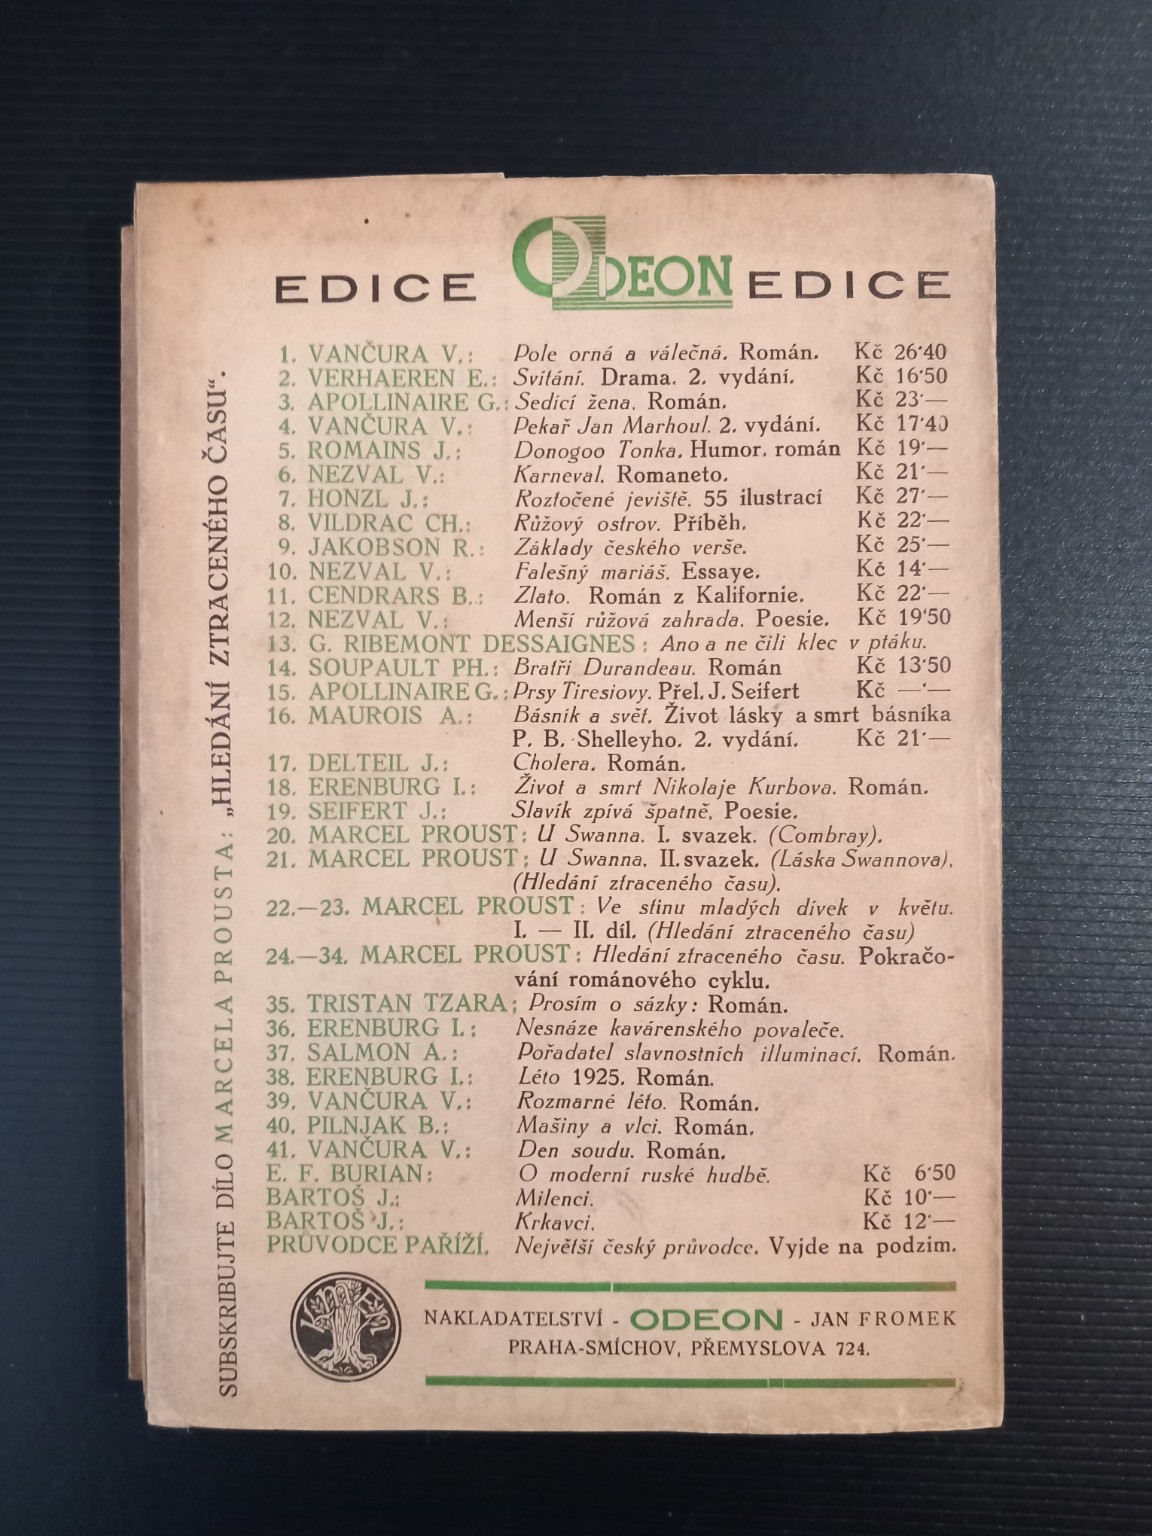 EDICE ODEON EDICE
1. VANČURA V.: Pole orná a válečná. Román. Kč 26·40
2. VERHAEREN E.: Svítání. Drama. 2. vydání. Kč 16·50
3. APOLLINAIRE G.: Sedící žena. Román. Kč 23·—
4. VANČURA V.: Pekař Jan Marhoul. 2. vydání. Kč 17·40
5. ROMAINS J.: Donogoo Tonka. Humor. román Kč 19·—
6. NEZVAL V.: Karneval. Romaneto. Kč 21·—
7. HONZL J.: Roztočené jeviště. 55 ilustrací Kč 27·—
8. VILDRAC CH.: Růžový ostrov. Příběh. Kč 22·—
9. JAKOBSON R.: Základy českého verše. Kč 25·—
10. NEZVAL V.: Falešný mariáš. Essaye. Kč 14·—
11. CENDRARS B.: Zlato. Román z Kalifornie. Kč 22·—
12. NEZVAL V.: Menší růžová zahrada. Poesie. Kč 19·50
13. G. RIBEMONT DESSAIGNES: Ano a ne čili klec v ptáku.
14. SOUPAULT PH.: Bratři Durandeau. Román Kč 13·50
15. APOLLINAIRE G.: Prsy Tiresiovy. Přel. J. Seifert Kč —·—
16. MAUROIS A.: Básník a svět. Život lásky a smrt básníka
P. B. Shelleyho. 2. vydání. Kč 21·—
17. DELTEIL J.: Cholera. Román.
18. ERENBURG I.: Život a smrt Nikolaje Kurbova. Román.
19. SEIFERT J.: Slavík zpívá špatně. Poesie.
20. MARCEL PROUST: U Swanna. I. svazek. (Combray).
21. MARCEL PROUST: U Swanna. II. svazek. (Láska Swannova).
(Hledání ztraceného času).
22.—23. MARCEL PROUST: Ve stínu mladých dívek v květu.
I. — II. díl. (Hledání ztraceného času)
24.—34. MARCEL PROUST: Hledání ztraceného času. Pokračo-
vání románového cyklu.
35. TRISTAN TZARA: Prosím o sázky: Román.
36. ERENBURG I.: Nesnáze kavárenského povaleče.
37. SALMON A.: Pořadatel slavnostních illuminací. Román.
38. ERENBURG I.: Léto 1925. Román.
39. VANČURA V.: Rozmarné léto. Román.
40. PILNJAK B.: Mašiny a vlci. Román.
41. VANČURA V.: Den soudu. Román.
E. F. BURIAN: O moderní ruské hudbě. Kč 6·50
BARTOŠ J.: Milenci. Kč 10·—
BARTOŠ J.: Krkavci. Kč 12·—
PRŮVODCE PAŘÍŽÍ. Největší český průvodce. Vyjde na podzim.
NAKLADATELSTVÍ - ODEON - JAN FROMEK
PRAHA-SMÍCHOV, PŘEMYSLOVA 724.
SUBSKRIBUJTE DÍLO MARCELA PROUSTA: „HLEDÁNÍ ZTRACENÉHO ČASU“.